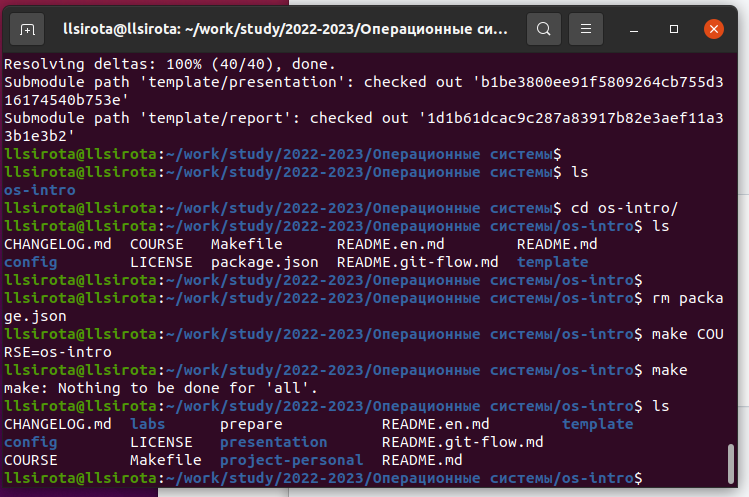 llsirota@llsirota: ~/work/study/2022-2023/Операционные си...
Resolving deltas: 100% (40/40), done.
Submodule path 'template/presentation': checked out 'b1be3800ee91f5809264cb755d3
16174540b753e'
Submodule path 'template/report': checked out '1d1b61dcac9c287a83917b82e3aef11a3
3b1e3b2'
llsirota@llsirota:~/work/study/2022-2023/Операционные системы$
llsirota@llsirota:~/work/study/2022-2023/Операционные системы$ ls
os-intro
llsirota@llsirota:~/work/study/2022-2023/Операционные системы$ cd os-intro/
llsirota@llsirota:~/work/study/2022-2023/Операционные системы/os-intro$ ls
CHANGELOG.md  COURSE   Makefile      README.en.md        README.md
config        LICENSE  package.json  README.git-flow.md  template
llsirota@llsirota:~/work/study/2022-2023/Операционные системы/os-intro$
llsirota@llsirota:~/work/study/2022-2023/Операционные системы/os-intro$ rm packa
ge.json
llsirota@llsirota:~/work/study/2022-2023/Операционные системы/os-intro$ make COU
RSE=os-intro
llsirota@llsirota:~/work/study/2022-2023/Операционные системы/os-intro$ make
make: Nothing to be done for 'all'.
llsirota@llsirota:~/work/study/2022-2023/Операционные системы/os-intro$ ls
CHANGELOG.md  labs      prepare           README.en.md        template
config        LICENSE   presentation      README.git-flow.md
COURSE        Makefile  project-personal  README.md
llsirota@llsirota:~/work/study/2022-2023/Операционные системы/os-intro$